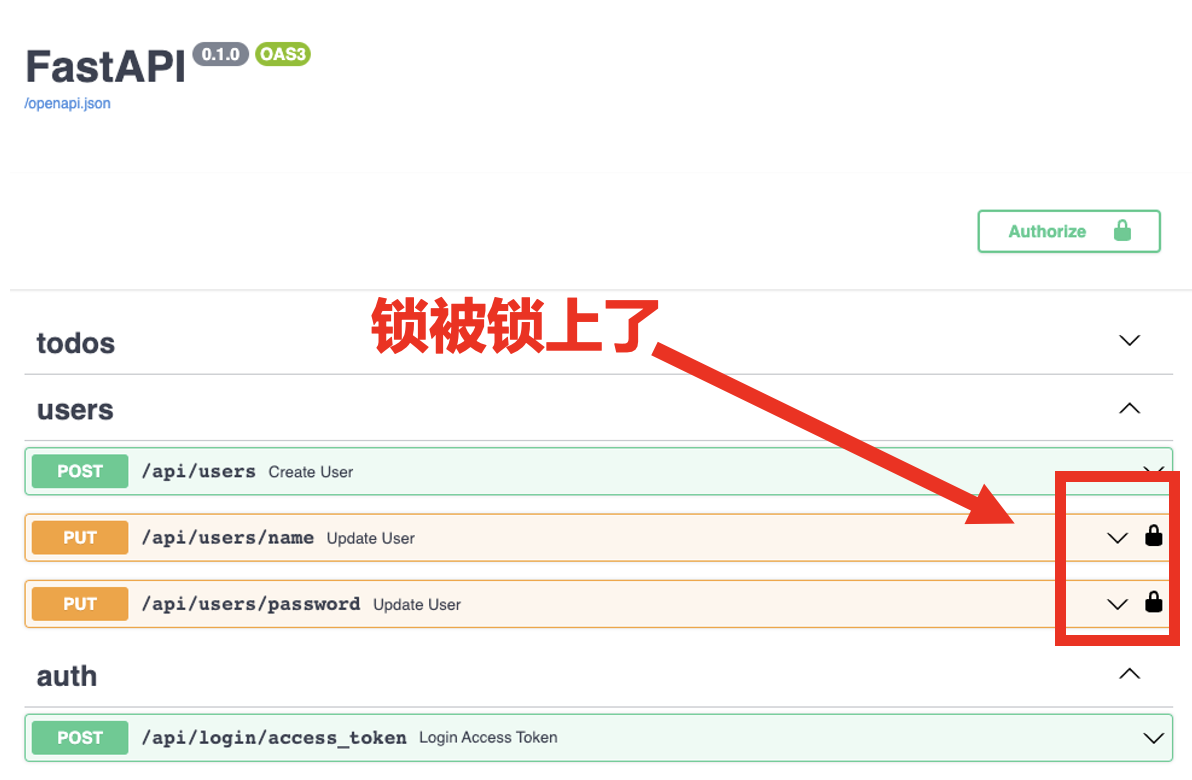 FastAPI 0.1.0 OAS3
/openapi.json
Authorize
锁被锁上了
todos
users
POST /api/users Create User
PUT /api/users/name Update User
PUT /api/users/password Update User
auth
POST /api/login/access_token Login Access Token